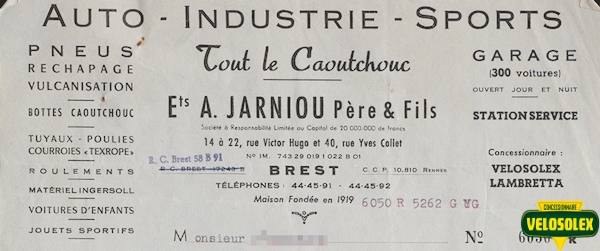 AUTO - INDUSTRIE - SPORTS
PNEUS
RECHAPAGE
VULCANISATION
BOTTES CAOUTCHOUC
TUYAUX - POULIES
COURROIES "TEXROPE"
ROULEMENTS
MATÉRIEL INGERSOLL
VOITURES D'ENFANTS
JOUETS SPORTIFS
Tout le Caoutchouc
Ets A. JARNIOU Père & Fils
Société à Responsabilité Limitée au Capital de 20 000.000 de francs
14 à 22, rue Victor Hugo et 40, rue Yves Collet
N° IM. 743 29 019 1 022 B 01
R. C. Brest 58 B 91
R. C. BREST 17243 B
BREST
C. C. P. 10.810 RENNES
TÉLÉPHONES : 44-45-91 - 44-45-92
Maison Fondée en 1919
6050 R 5262 G WG
Monsieur
GARAGE
(300 voitures)
OUVERT JOUR ET NUIT
STATION SERVICE
Concessionnaire :
VELOSOLEX
LAMBRETTA
N° 6050 R
CONCESSIONNAIRE
VELOSOLEX